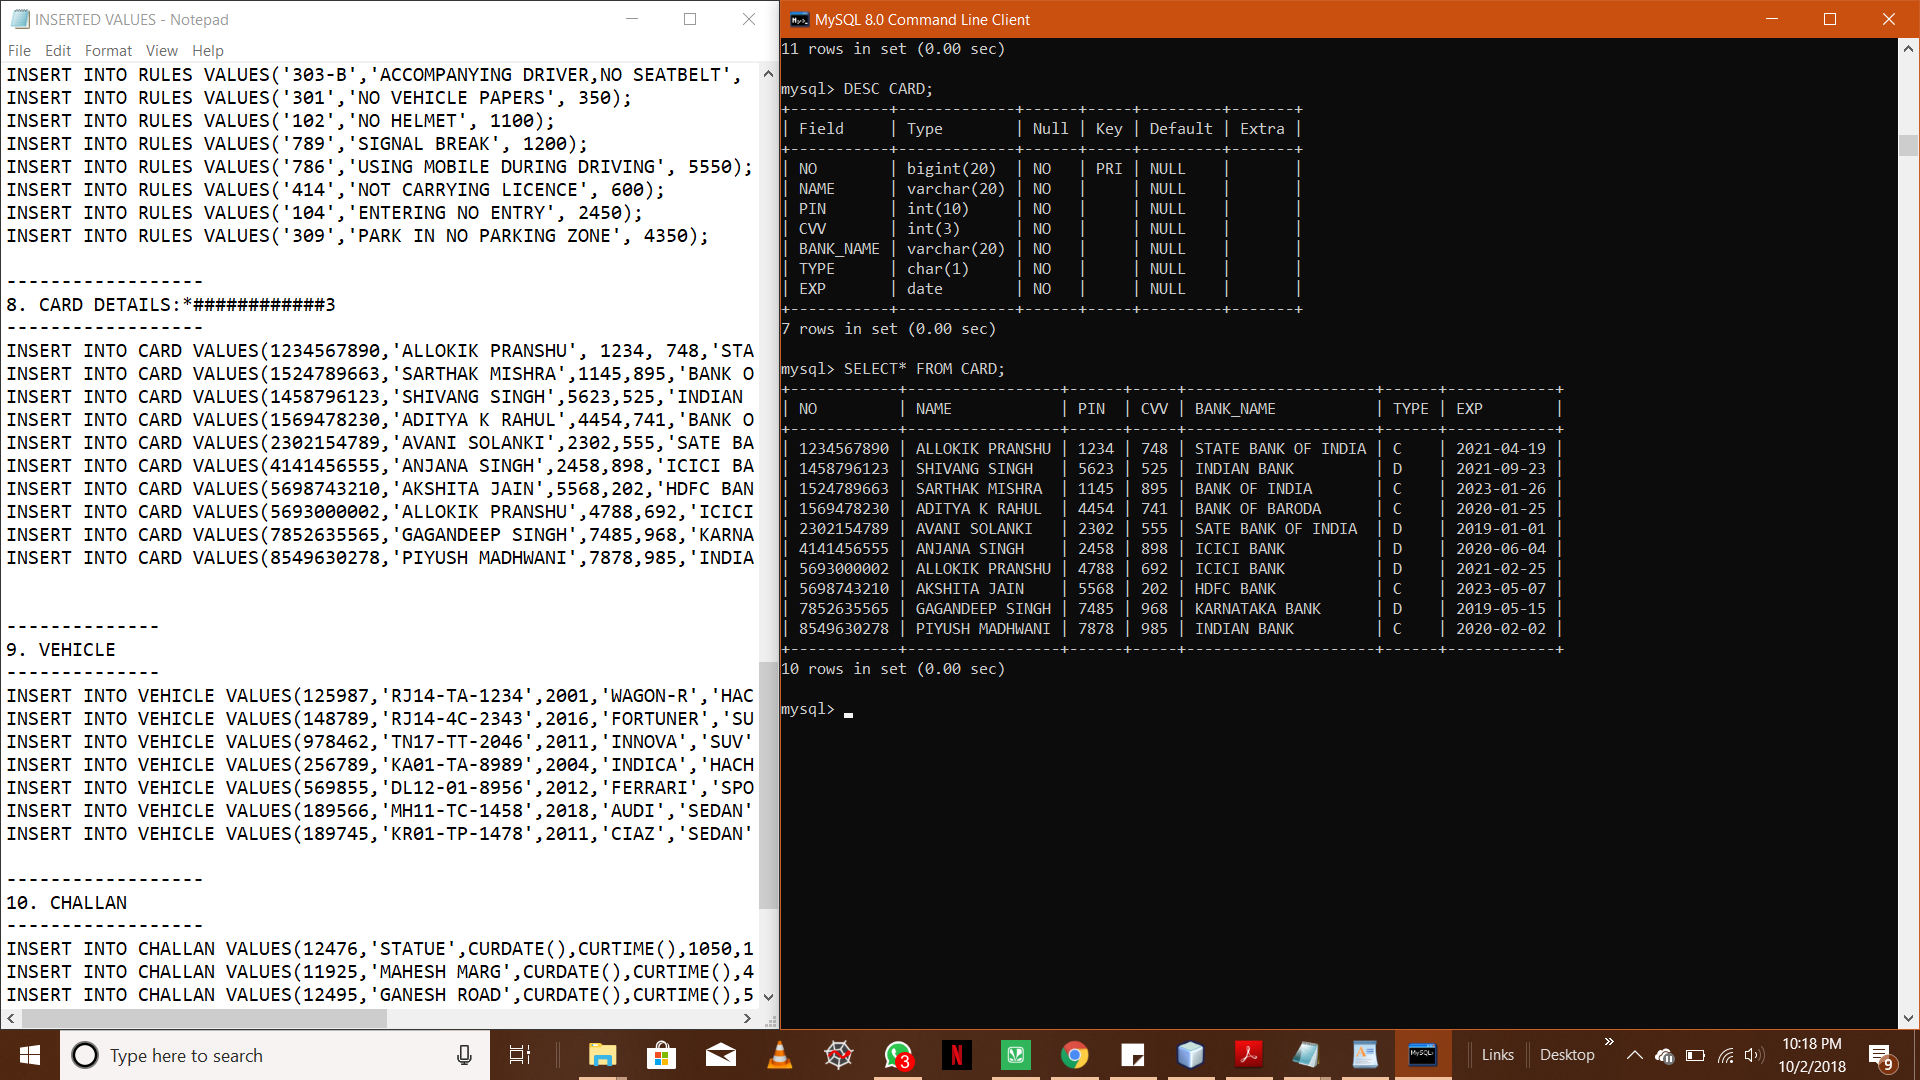 INSERTED VALUES - Notepad
File Edit Format View Help
INSERT INTO RULES VALUES('303-B','ACCOMPANYING DRIVER,NO SEATBELT',
INSERT INTO RULES VALUES('301','NO VEHICLE PAPERS', 350);
INSERT INTO RULES VALUES('102','NO HELMET', 1100);
INSERT INTO RULES VALUES('789','SIGNAL BREAK', 1200);
INSERT INTO RULES VALUES('786','USING MOBILE DURING DRIVING', 5550);
INSERT INTO RULES VALUES('414','NOT CARRYING LICENCE', 600);
INSERT INTO RULES VALUES('104','ENTERING NO ENTRY', 2450);
INSERT INTO RULES VALUES('309','PARK IN NO PARKING ZONE', 4350);
------------------
8. CARD DETAILS:*############3
------------------
INSERT INTO CARD VALUES(1234567890,'ALLOKIK PRANSHU', 1234, 748,'STA
INSERT INTO CARD VALUES(1524789663,'SARTHAK MISHRA',1145,895,'BANK O
INSERT INTO CARD VALUES(1458796123,'SHIVANG SINGH',5623,525,'INDIAN
INSERT INTO CARD VALUES(1569478230,'ADITYA K RAHUL',4454,741,'BANK O
INSERT INTO CARD VALUES(2302154789,'AVANI SOLANKI',2302,555,'SATE BA
INSERT INTO CARD VALUES(4141456555,'ANJANA SINGH',2458,898,'ICICI BA
INSERT INTO CARD VALUES(5698743210,'AKSHITA JAIN',5568,202,'HDFC BAN
INSERT INTO CARD VALUES(5693000002,'ALLOKIK PRANSHU',4788,692,'ICICI
INSERT INTO CARD VALUES(7852635565,'GAGANDEEP SINGH',7485,968,'KARNA
INSERT INTO CARD VALUES(8549630278,'PIYUSH MADHWANI',7878,985,'INDIA
--------------
9. VEHICLE
--------------
INSERT INTO VEHICLE VALUES(125987,'RJ14-TA-1234',2001,'WAGON-R','HAC
INSERT INTO VEHICLE VALUES(148789,'RJ14-4C-2343',2016,'FORTUNER','SU
INSERT INTO VEHICLE VALUES(978462,'TN17-TT-2046',2011,'INNOVA','SUV'
INSERT INTO VEHICLE VALUES(256789,'KA01-TA-8989',2004,'INDICA','HACH
INSERT INTO VEHICLE VALUES(569855,'DL12-01-8956',2012,'FERRARI','SPO
INSERT INTO VEHICLE VALUES(189566,'MH11-TC-1458',2018,'AUDI','SEDAN'
INSERT INTO VEHICLE VALUES(189745,'KR01-TP-1478',2011,'CIAZ','SEDAN'
------------------
10. CHALLAN
------------------
INSERT INTO CHALLAN VALUES(12476,'STATUE',CURDATE(),CURTIME(),1050,1
INSERT INTO CHALLAN VALUES(11925,'MAHESH MARG',CURDATE(),CURTIME(),4
INSERT INTO CHALLAN VALUES(12495,'GANESH ROAD',CURDATE(),CURTIME(),5
MySQL 8.0 Command Line Client
11 rows in set (0.00 sec)
mysql> DESC CARD;
+-----------+-------------+------+-----+---------+-------+
| Field     | Type        | Null | Key | Default | Extra |
+-----------+-------------+------+-----+---------+-------+
| NO        | bigint(20)  | NO   | PRI | NULL    |       |
| NAME      | varchar(20) | NO   |     | NULL    |       |
| PIN       | int(10)     | NO   |     | NULL    |       |
| CVV       | int(3)      | NO   |     | NULL    |       |
| BANK_NAME | varchar(20) | NO   |     | NULL    |       |
| TYPE      | char(1)     | NO   |     | NULL    |       |
| EXP       | date        | NO   |     | NULL    |       |
+-----------+-------------+------+-----+---------+-------+
7 rows in set (0.00 sec)
mysql> SELECT* FROM CARD;
+------------+-----------------+------+-----+---------------------+------+------------+
| NO         | NAME            | PIN  | CVV | BANK_NAME           | TYPE | EXP        |
+------------+-----------------+------+-----+---------------------+------+------------+
| 1234567890 | ALLOKIK PRANSHU | 1234 | 748 | STATE BANK OF INDIA | C    | 2021-04-19 |
| 1458796123 | SHIVANG SINGH   | 5623 | 525 | INDIAN BANK         | D    | 2021-09-23 |
| 1524789663 | SARTHAK MISHRA  | 1145 | 895 | BANK OF INDIA       | C    | 2023-01-26 |
| 1569478230 | ADITYA K RAHUL  | 4454 | 741 | BANK OF BARODA      | C    | 2020-01-25 |
| 2302154789 | AVANI SOLANKI   | 2302 | 555 | SATE BANK OF INDIA  | D    | 2019-01-01 |
| 4141456555 | ANJANA SINGH    | 2458 | 898 | ICICI BANK          | D    | 2020-06-04 |
| 5693000002 | ALLOKIK PRANSHU | 4788 | 692 | ICICI BANK          | D    | 2021-02-25 |
| 5698743210 | AKSHITA JAIN    | 5568 | 202 | HDFC BANK           | C    | 2023-05-07 |
| 7852635565 | GAGANDEEP SINGH | 7485 | 968 | KARNATAKA BANK      | D    | 2019-05-15 |
| 8549630278 | PIYUSH MADHWANI | 7878 | 985 | INDIAN BANK         | C    | 2020-02-02 |
+------------+-----------------+------+-----+---------------------+------+------------+
10 rows in set (0.00 sec)
mysql>
Type here to search
3
N
MySQL
Links
Desktop
10:18 PM
10/2/2018
9